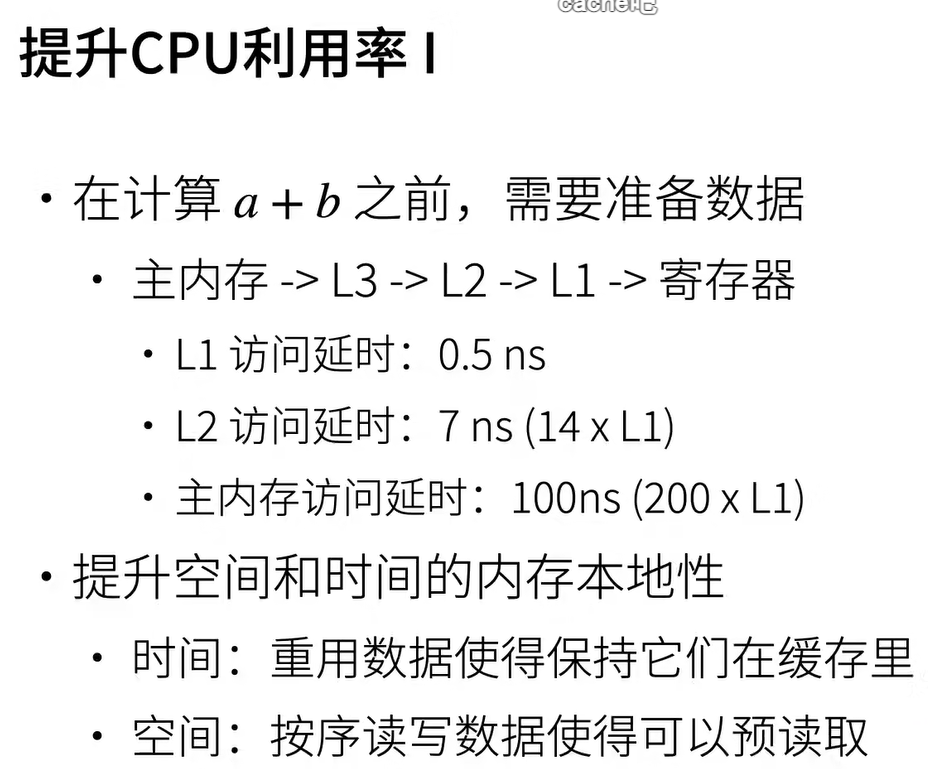 cache吧
提升CPU利用率 I
• 在计算 a + b 之前，需要准备数据
• 主内存 -> L3 -> L2 -> L1 -> 寄存器
• L1 访问延时：0.5 ns
• L2 访问延时：7 ns (14 x L1)
• 主内存访问延时：100ns (200 x L1)
• 提升空间和时间的内存本地性
• 时间：重用数据使得保持它们在缓存里
• 空间：按序读写数据使得可以预读取